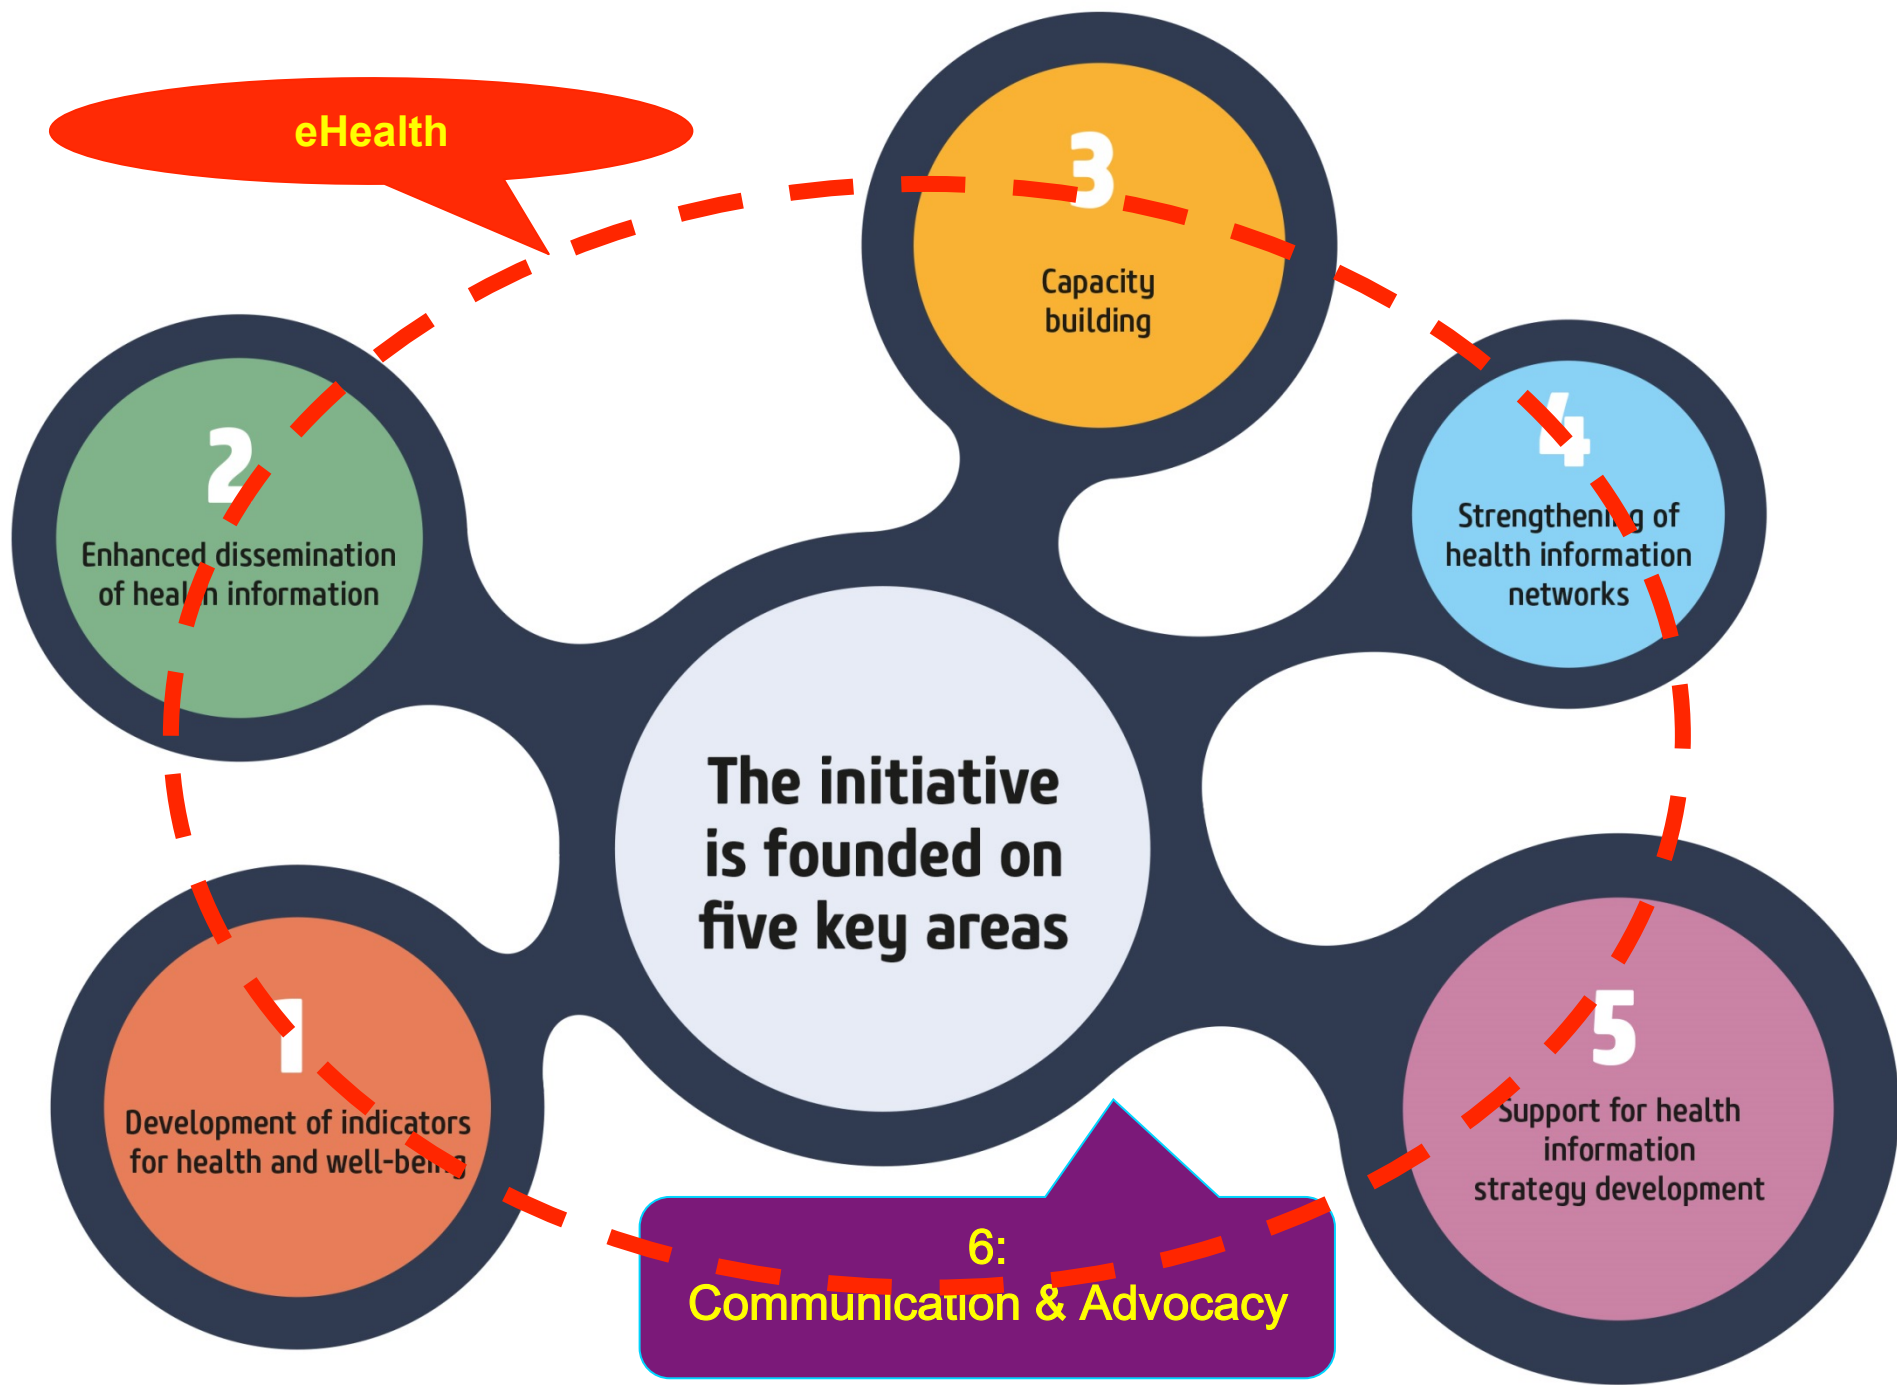 eHealth
3
Capacity
building
2
Enhanced dissemination
of health information
4
Strengthening of
health information
networks
The initiative
is founded on
five key areas
1
Development of indicators
for health and well-being
5
Support for health
information
strategy development
6:
Communication & Advocacy